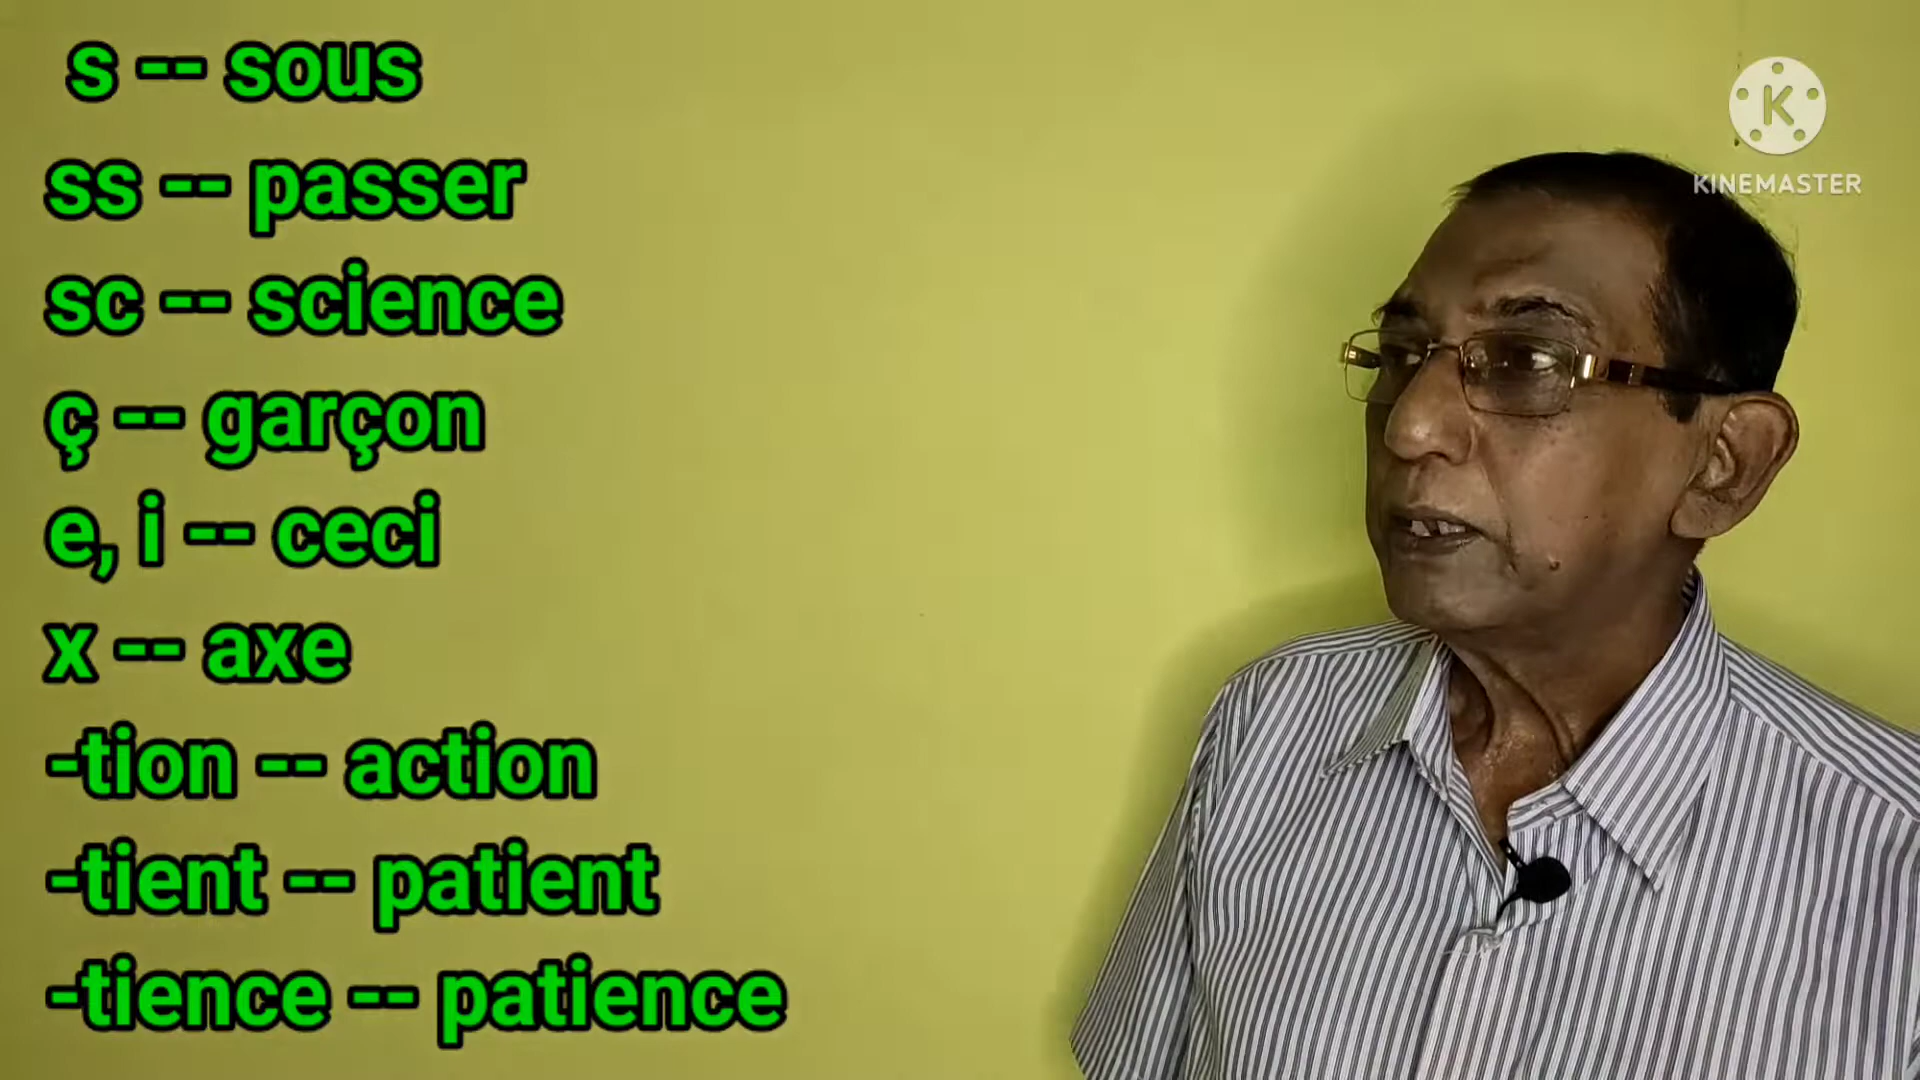 s -- sous
ss -- passer
sc -- science
ç -- garçon
e, i -- ceci
x -- axe
-tion -- action
-tient -- patient
-tience -- patience
K
KINEMASTER